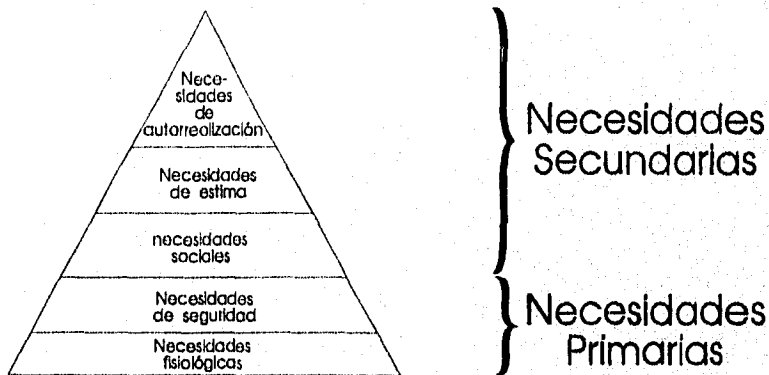 Nece-
sidades
de
autorrealización
Necesidades
de estima
necesidades
sociales
Necesidades
de seguridad
Necesidades
fisiológicas
Necesidades
Secundarias
Necesidades
Primarias